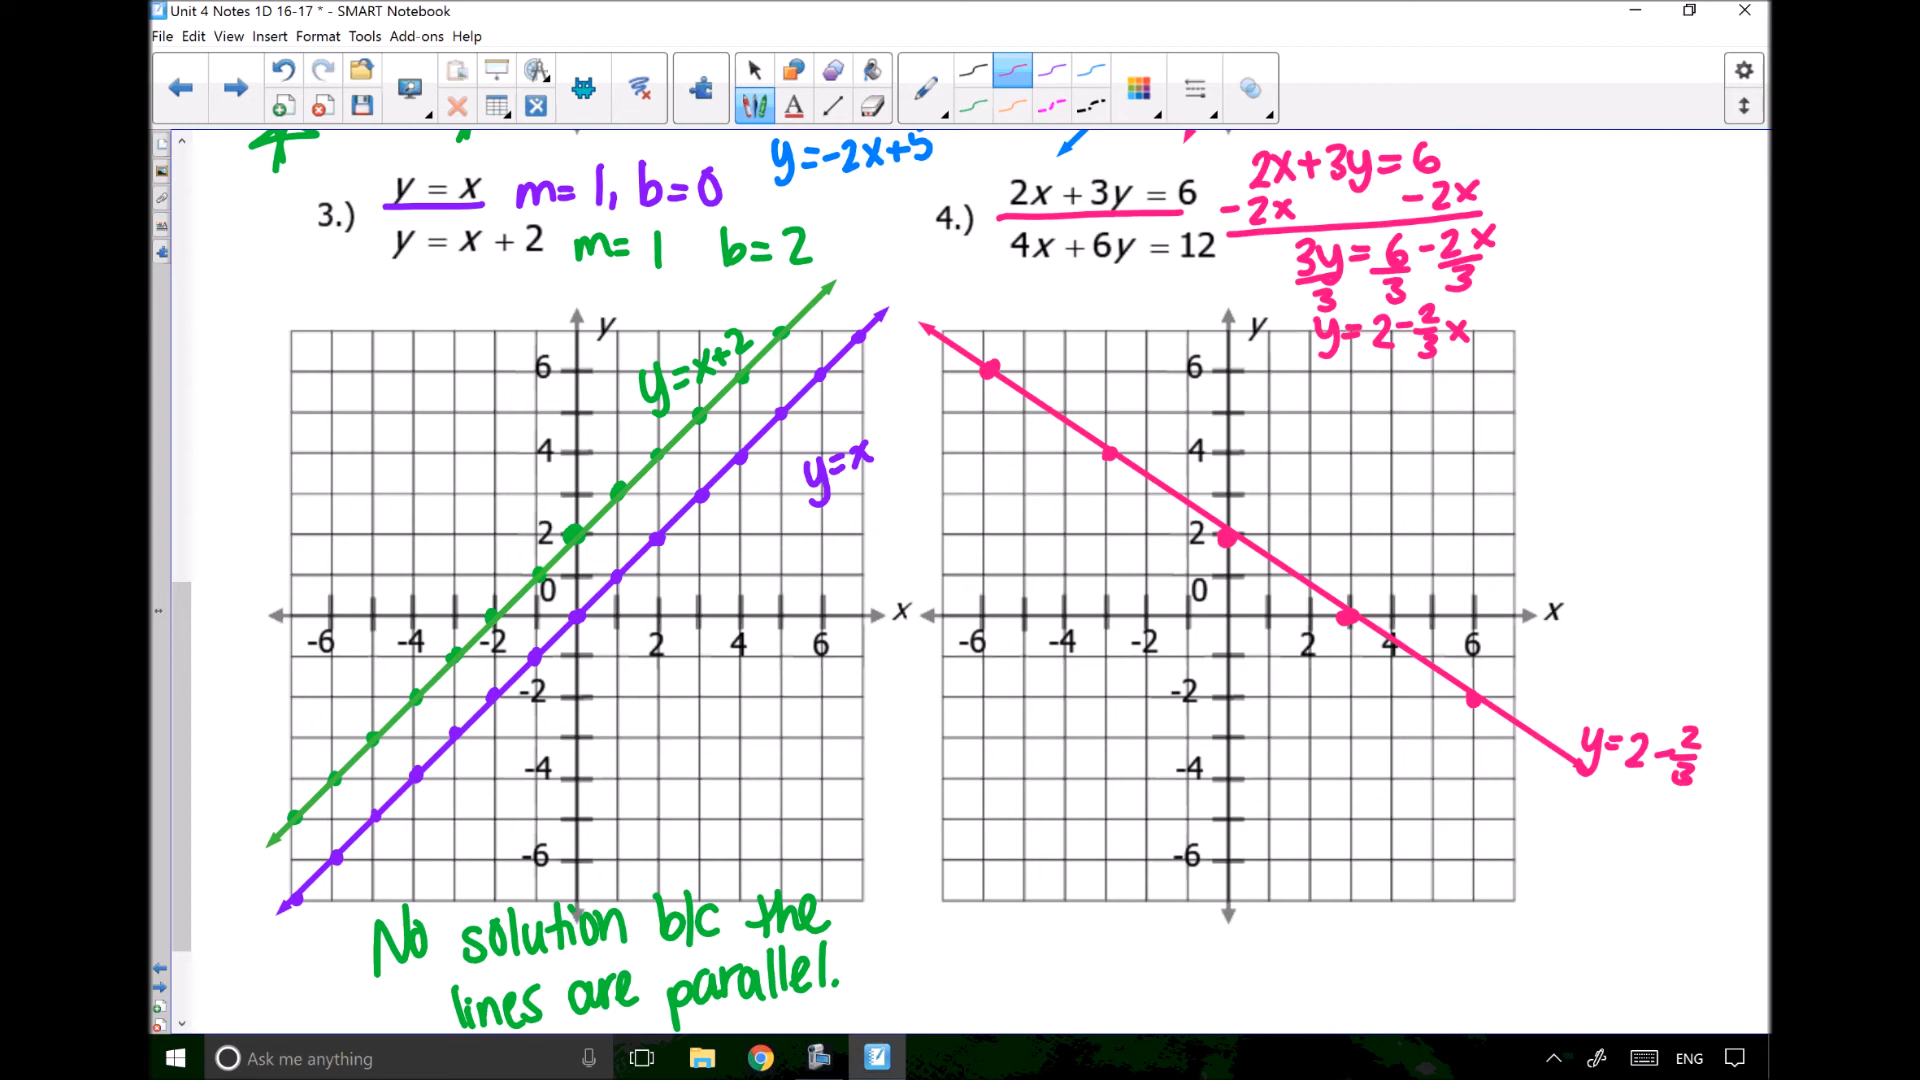 Unit 4 Notes 1D 16-17 * - SMART Notebook
File Edit View Insert Format Tools Add-ons Help
y=-2x+5
3.) y = x m= 1, b=0
y = x + 2 m= 1 b=2
4.) 2x + 3y = 6
4x + 6y = 12
2x+3y=6
-2x -2x
3y/3 = 6/3 - 2x/3
y=2-2/3x
y
6
4
2
0
-6 -4 -2 2 4 6 x
-2
-4
-6
y=x+2
y=x
No solution b/c the
lines are parallel.
y
6
4
2
0
-6 -4 -2 2 4 6 x
-2
-4
-6
y=2-2/3
Ask me anything
ENG